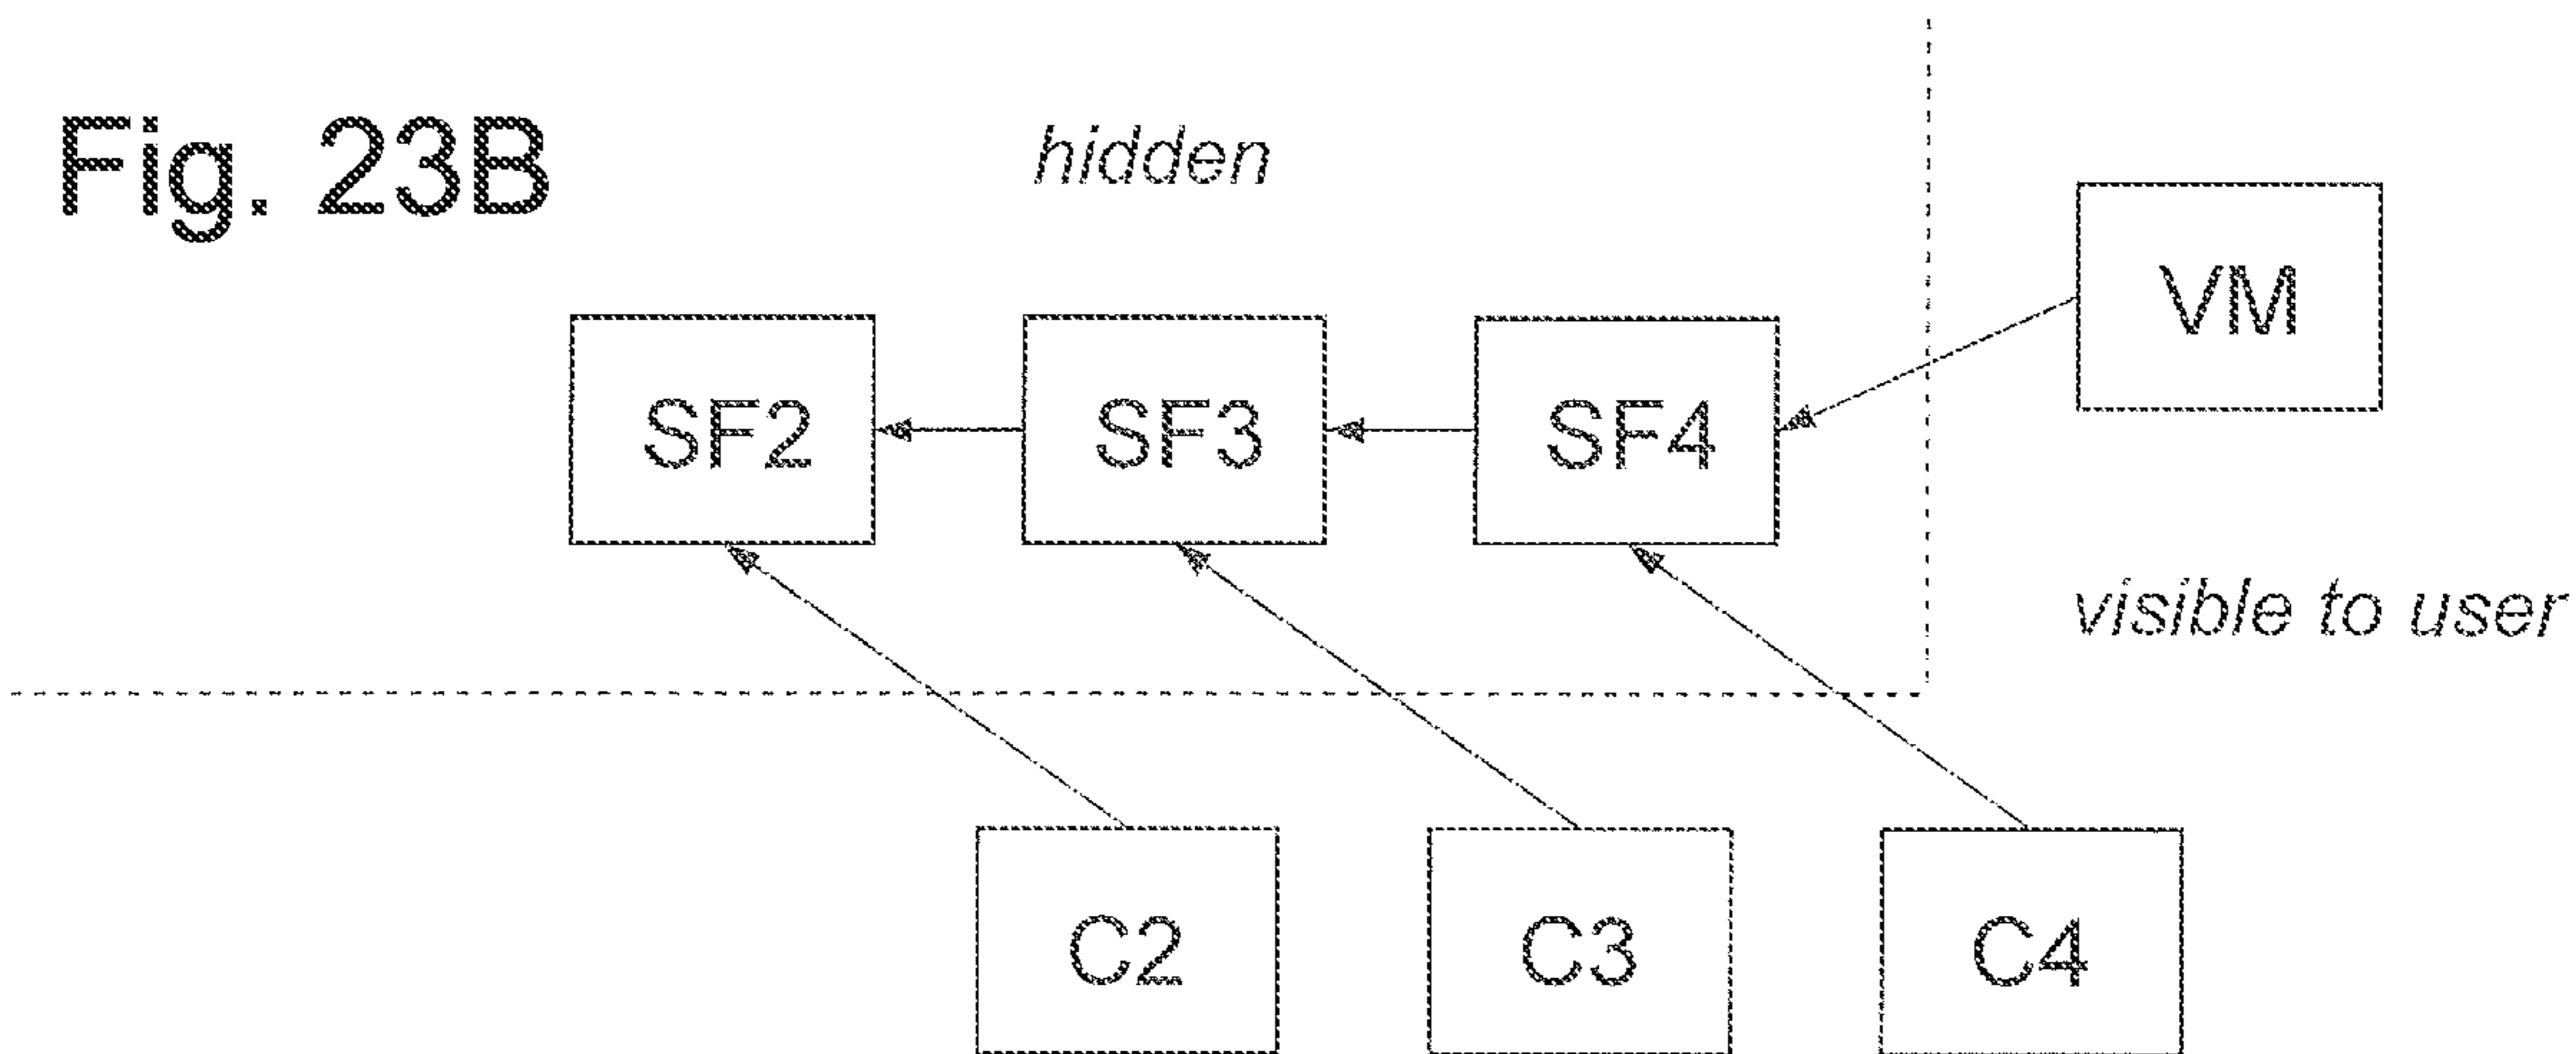 Fig. 23B
hidden
VM
SF2
SF3
SF4
visible to user
C2
C3
C4